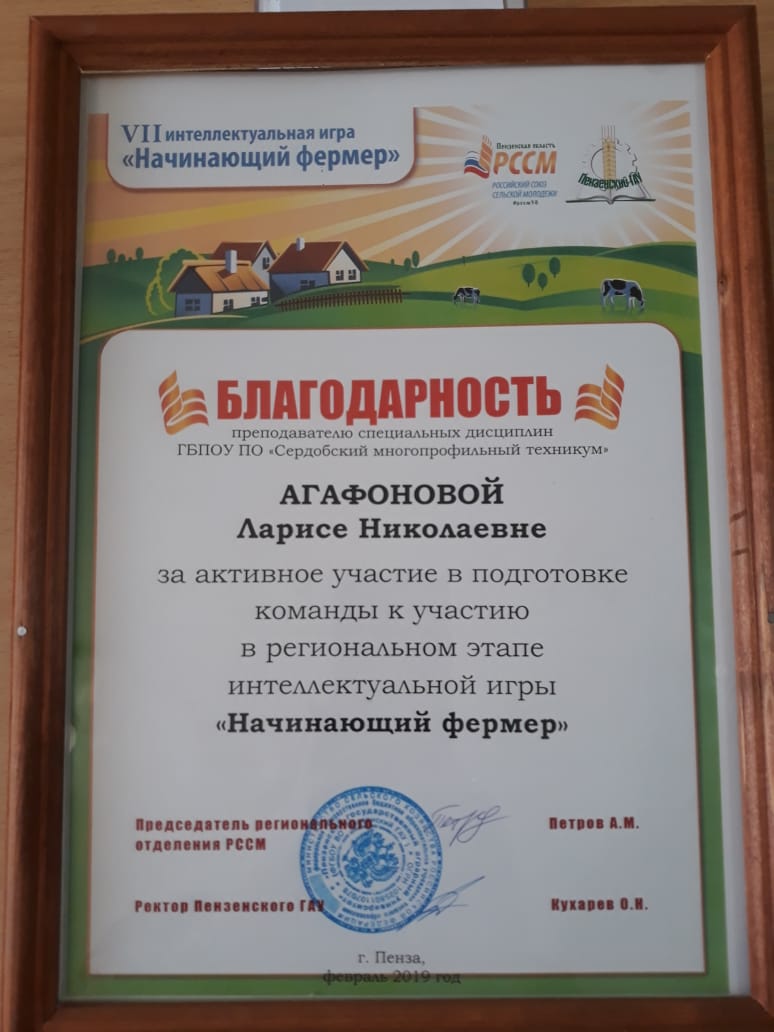 VII интеллектуальная игра
«Начинающий фермер»
Пензенская область
РССМ
РОССИЙСКИЙ СОЮЗ
СЕЛЬСКОЙ МОЛОДЕЖИ
#рссм58
Пензенский ГАУ
БЛАГОДАРНОСТЬ
преподавателю специальных дисциплин
ГБПОУ ПО «Сердобский многопрофильный техникум»
АГАФОНОВОЙ
Ларисе Николаевне
за активное участие в подготовке
команды к участию
в региональном этапе
интеллектуальной игры
«Начинающий фермер»
Председатель регионального
отделения РССМ
Петров А.М.
Ректор Пензенского ГАУ
Кухарев О.Н.
г. Пенза,
февраль 2019 год